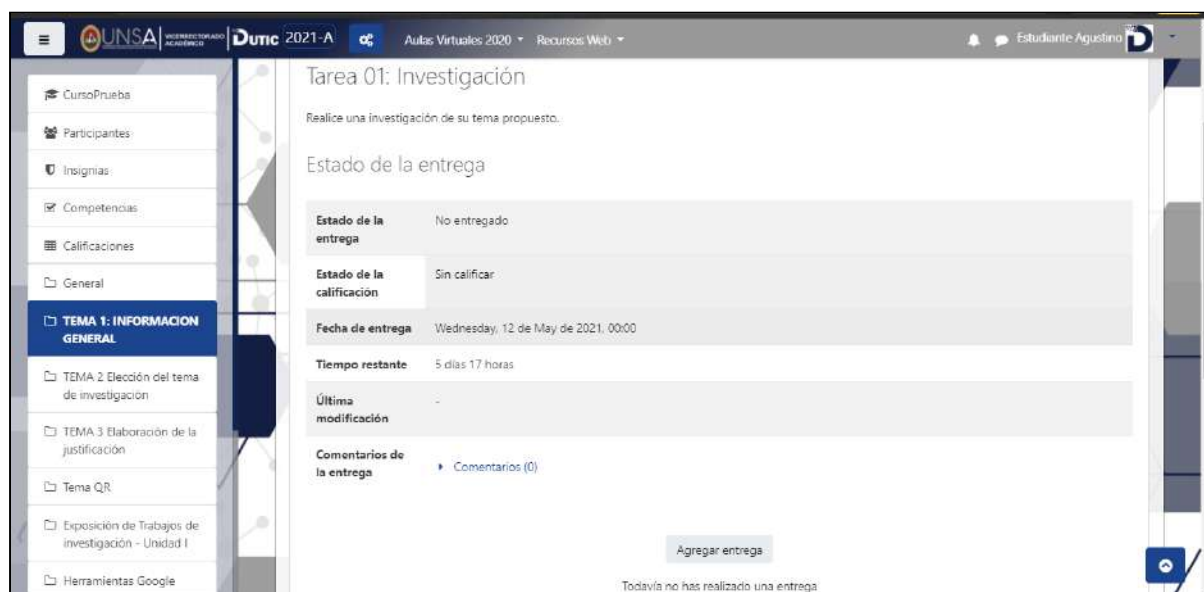 UNSA VICERRECTORADO ACADÉMICO DUTIC 2021-A Aulas Virtuales 2020 Recursos Web Estudiante Agustino
CursoPrueba
Participantes
Insignias
Competencias
Calificaciones
General
TEMA 1: INFORMACION
GENERAL
TEMA 2 Elección del tema
de investigación
TEMA 3 Elaboración de la
justificación
Tema QR
Exposición de Trabajos de
investigación - Unidad I
Herramientas Google
Tarea 01: Investigación
Realice una investigación de su tema propuesto.
Estado de la entrega
Estado de la
entrega
No entregado
Estado de la
calificación
Sin calificar
Fecha de entrega Wednesday, 12 de May de 2021, 00:00
Tiempo restante 5 días 17 horas
Última
modificación
-
Comentarios de
la entrega
Comentarios (0)
Agregar entrega
Todavía no has realizado una entrega